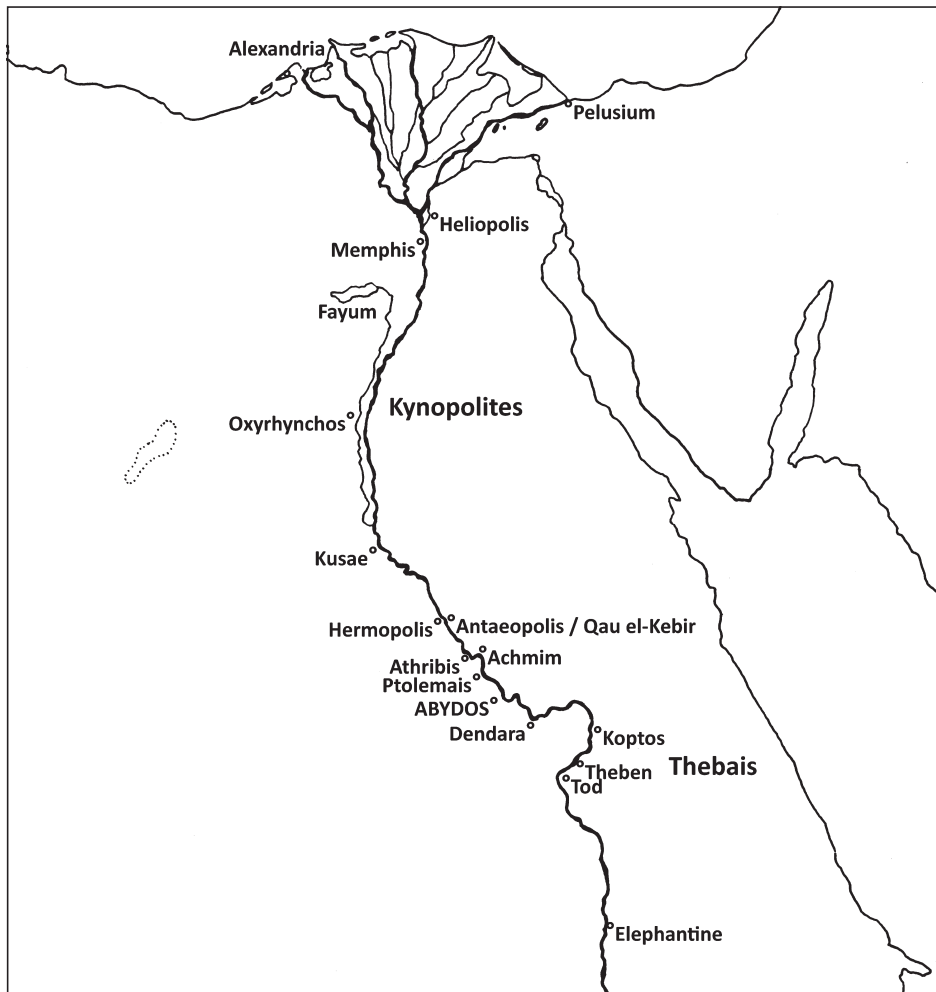 Alexandria
Pelusium
Heliopolis
Memphis
Fayum
Kynopolites
Oxyrhynchos
Kusae
Hermopolis
Antaeopolis / Qau el-Kebir
Achmim
Athribis
Ptolemais
ABYDOS
Dendara
Koptos
Thebais
Theben
Tod
Elephantine